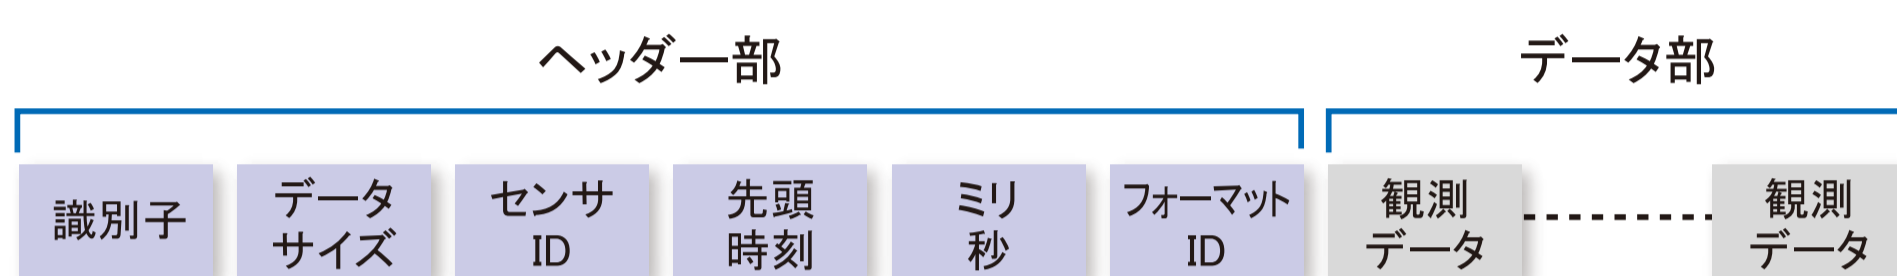 ヘッダー部
データ部
識別子
データ
サイズ
センサ
ID
先頭
時刻
ミリ
秒
フォーマット
ID
観測
データ
観測
データ